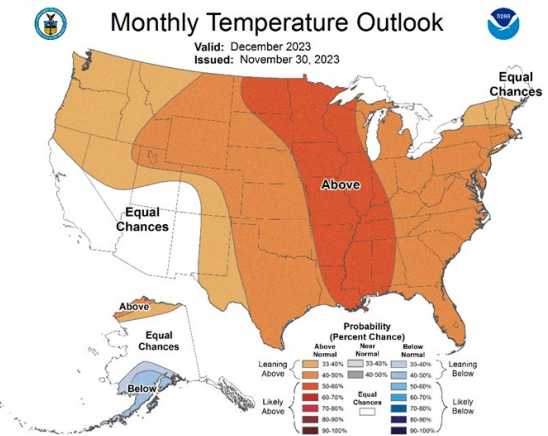 Monthly Temperature Outlook
Valid: December 2023
Issued: November 30, 2023
NOAA
Equal
Chances
Above
Equal
Chances
Above
Equal
Chances
Below
Probability
(Percent Chance)
Above
Normal
Near
Normal
Below
Normal
Leaning
Above
33-40%
33-40%
33-40%
Leaning
Below
40-50%
40-50%
40-50%
Likely
Above
50-60%
50-60%
Likely
Below
60-70%
Equal
Chances
60-70%
70-80%
70-80%
80-90%
80-90%
90-100%
90-100%